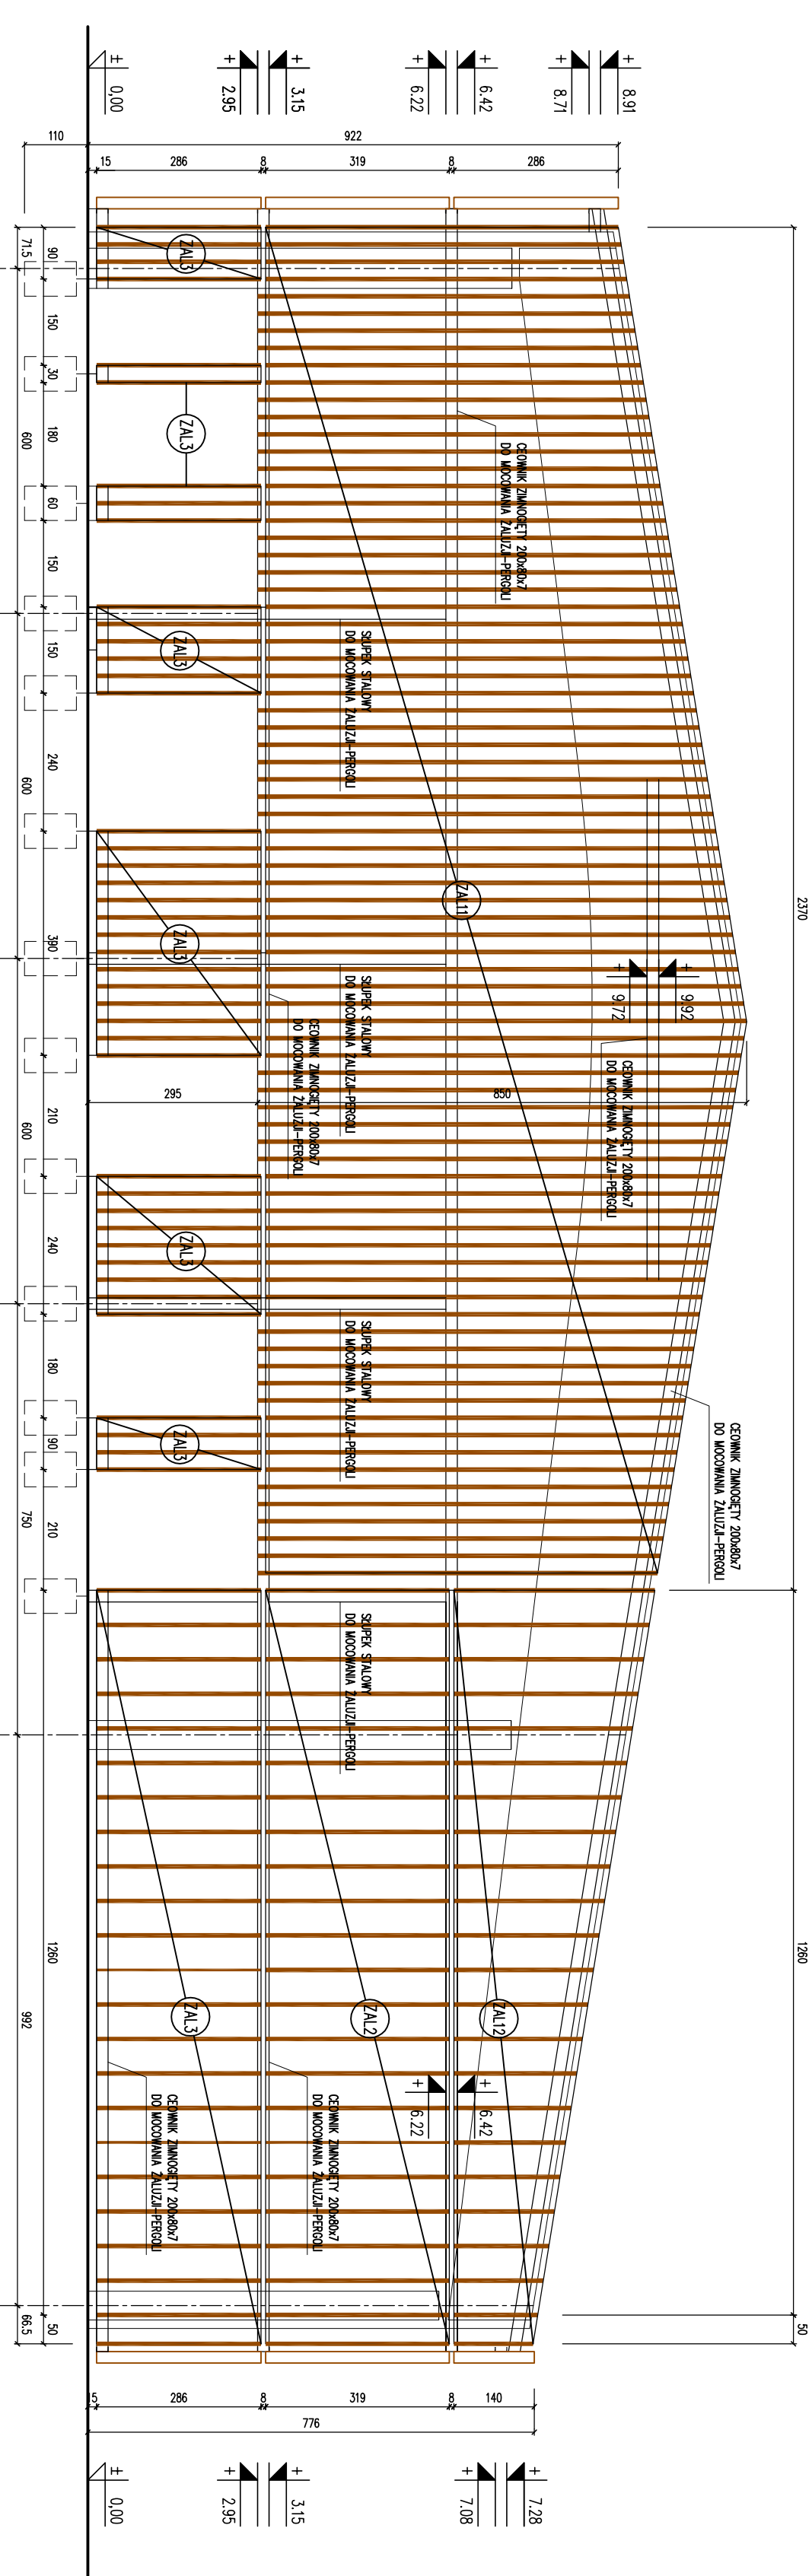 ± 0,00
+ 2.95
+ 3.15
+ 6.22
+ 6.42
+ 8.71
+ 8.91
110
922
15
286
8
319
8
286
71.5
90
150
30
180
600
60
150
150
240
600
390
210
600
240
180
90
750
210
1260
992
50
66.5
2370
1260
50
ZAL3
ZAL3
ZAL3
ZAL3
ZAL3
ZAL3
ZAL3
ZAL11
ZAL2
ZAL12
CEOWNIK ZIMNOGIĘTY 200x80x7
DO MOCOWANIA ŻALUZJI-PERGOLI
SŁUPEK STALOWY
DO MOCOWANIA ŻALUZJI-PERGOLI
SŁUPEK STALOWY
DO MOCOWANIA ŻALUZJI-PERGOLI
CEOWNIK ZIMNOGIĘTY 200x80x7
DO MOCOWANIA ŻALUZJI-PERGOLI
+ 9.72
+ 9.92
CEOWNIK ZIMNOGIĘTY 200x80x7
DO MOCOWANIA ŻALUZJI-PERGOLI
295
850
SŁUPEK STALOWY
DO MOCOWANIA ŻALUZJI-PERGOLI
CEOWNIK ZIMNOGIĘTY 200x80x7
DO MOCOWANIA ŻALUZJI-PERGOLI
SŁUPEK STALOWY
DO MOCOWANIA ŻALUZJI-PERGOLI
+ 6.22
+ 6.42
CEOWNIK ZIMNOGIĘTY 200x80x7
DO MOCOWANIA ŻALUZJI-PERGOLI
CEOWNIK ZIMNOGIĘTY 200x80x7
DO MOCOWANIA ŻALUZJI-PERGOLI
15
286
8
319
8
140
776
± 0,00
+ 2.95
+ 3.15
+ 7.08
+ 7.28